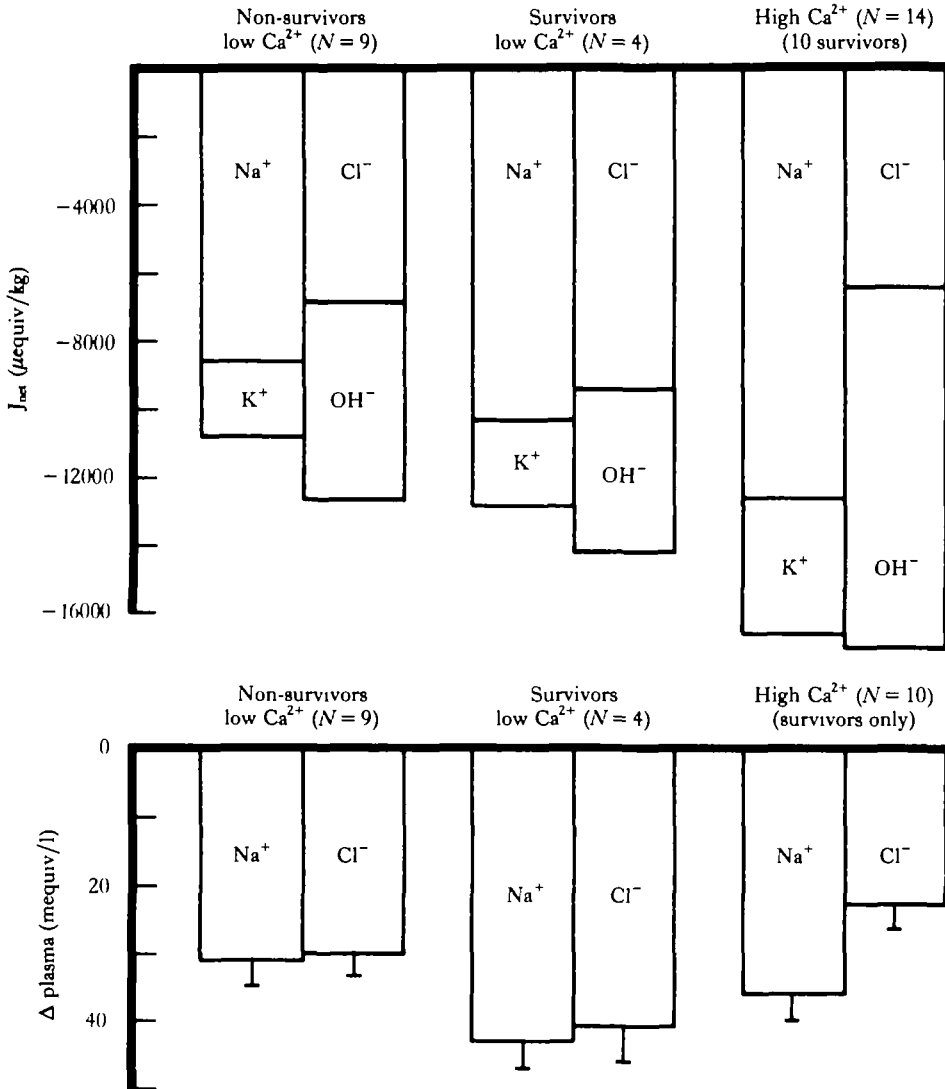 Non-survivors
low Ca²⁺ (N = 9)
Survivors
low Ca²⁺ (N = 4)
High Ca²⁺ (N = 14)
(10 survivors)
Na⁺
Cl⁻
Na⁺
Cl⁻
Na⁺
Cl⁻
−4000
J_net (μequiv/kg)
−8000
K⁺
OH⁻
K⁺
OH⁻
K⁺
OH⁻
−12000
−16000
Non-survivors
low Ca²⁺ (N = 9)
Survivors
low Ca²⁺ (N = 4)
High Ca²⁺ (N = 10)
(survivors only)
0
Na⁺
Cl⁻
Na⁺
Cl⁻
Na⁺
Cl⁻
20
Δ plasma (mequiv/l)
40